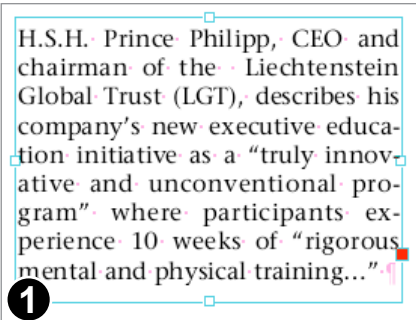 H.S.H. Prince Philipp, CEO and
chairman of the  Liechtenstein
Global Trust (LGT), describes his
company’s new executive educa-
tion initiative as a “truly innov-
ative and unconventional pro-
gram” where participants ex-
perience 10 weeks of “rigorous
mental and physical training...” ¶
1